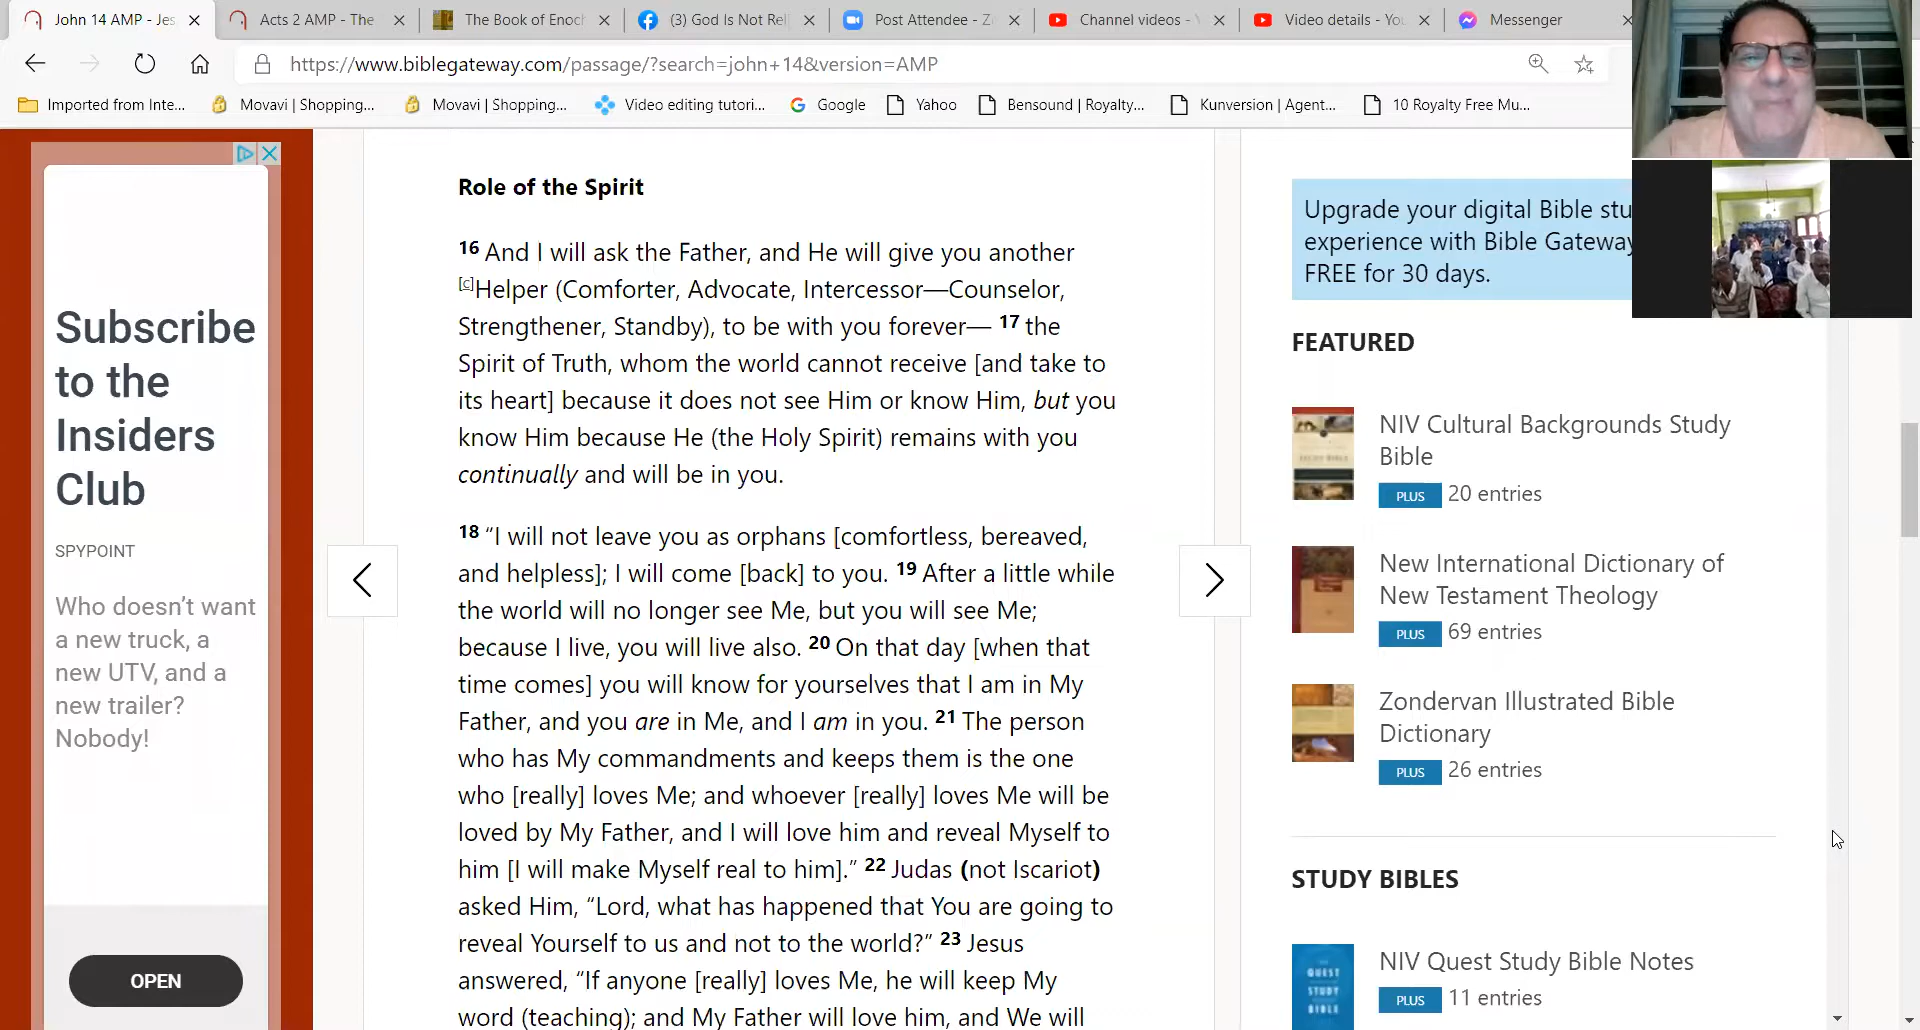 John 14 AMP - Jes
Acts 2 AMP - The
The Book of Enoc
(3) God Is Not Rel
Post Attendee - Z
Channel videos -
Video details - You
Messenger
https://www.biblegateway.com/passage/?search=john+14&version=AMP
Imported from Inte...
Movavi | Shopping...
Movavi | Shopping...
Video editing tutori...
Google
Yahoo
Bensound | Royalty...
Kunversion | Agent...
10 Royalty Free Mu...
Subscribe
to the
Insiders
Club
SPYPOINT
Who doesn’t want
a new truck, a
new UTV, and a
new trailer?
Nobody!
OPEN
Role of the Spirit
16 And I will ask the Father, and He will give you another
[c]Helper (Comforter, Advocate, Intercessor—Counselor,
Strengthener, Standby), to be with you forever— 17 the
Spirit of Truth, whom the world cannot receive [and take to
its heart] because it does not see Him or know Him, but you
know Him because He (the Holy Spirit) remains with you
continually and will be in you.
18 “I will not leave you as orphans [comfortless, bereaved,
and helpless]; I will come [back] to you. 19 After a little while
the world will no longer see Me, but you will see Me;
because I live, you will live also. 20 On that day [when that
time comes] you will know for yourselves that I am in My
Father, and you are in Me, and I am in you. 21 The person
who has My commandments and keeps them is the one
who [really] loves Me; and whoever [really] loves Me will be
loved by My Father, and I will love him and reveal Myself to
him [I will make Myself real to him].” 22 Judas (not Iscariot)
asked Him, “Lord, what has happened that You are going to
reveal Yourself to us and not to the world?” 23 Jesus
answered, “If anyone [really] loves Me, he will keep My
word (teaching); and My Father will love him, and We will
Upgrade your digital Bible stu
experience with Bible Gateway
FREE for 30 days.
FEATURED
NIV Cultural Backgrounds Study
Bible
PLUS 20 entries
New International Dictionary of
New Testament Theology
PLUS 69 entries
Zondervan Illustrated Bible
Dictionary
PLUS 26 entries
STUDY BIBLES
QUEST
STUDY
BIBLE
NIV Quest Study Bible Notes
PLUS 11 entries